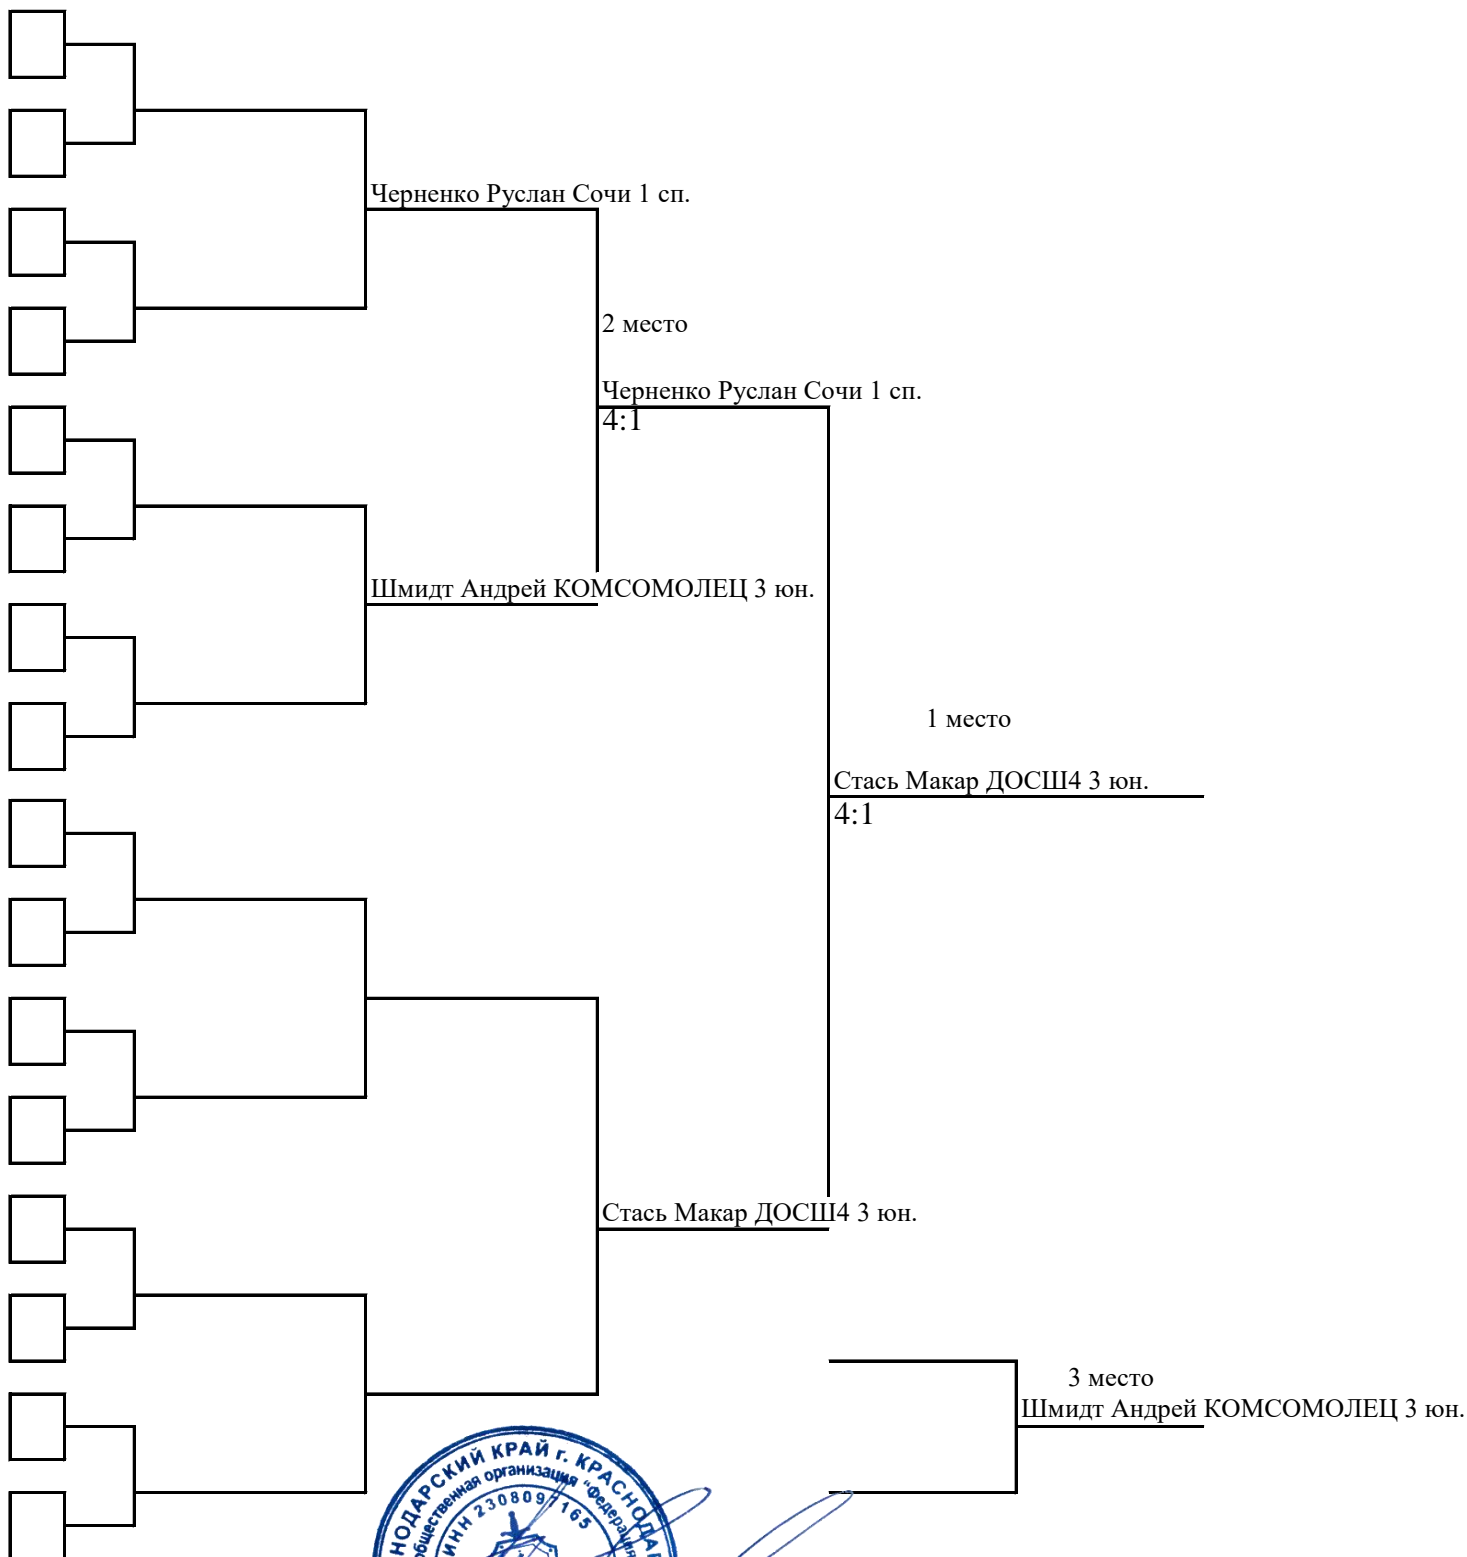 Черненко Руслан Сочи 1 сп.
2 место
Черненко Руслан Сочи 1 сп.
4:1
Шмидт Андрей КОМСОМОЛЕЦ 3 юн.
1 место
Стась Макар ДОСШ4 3 юн.
4:1
Стась Макар ДОСШ4 3 юн.
3 место
Шмидт Андрей КОМСОМОЛЕЦ 3 юн.
КРАЙ г.
общественная организация "Федерация
ИНН 2308097165